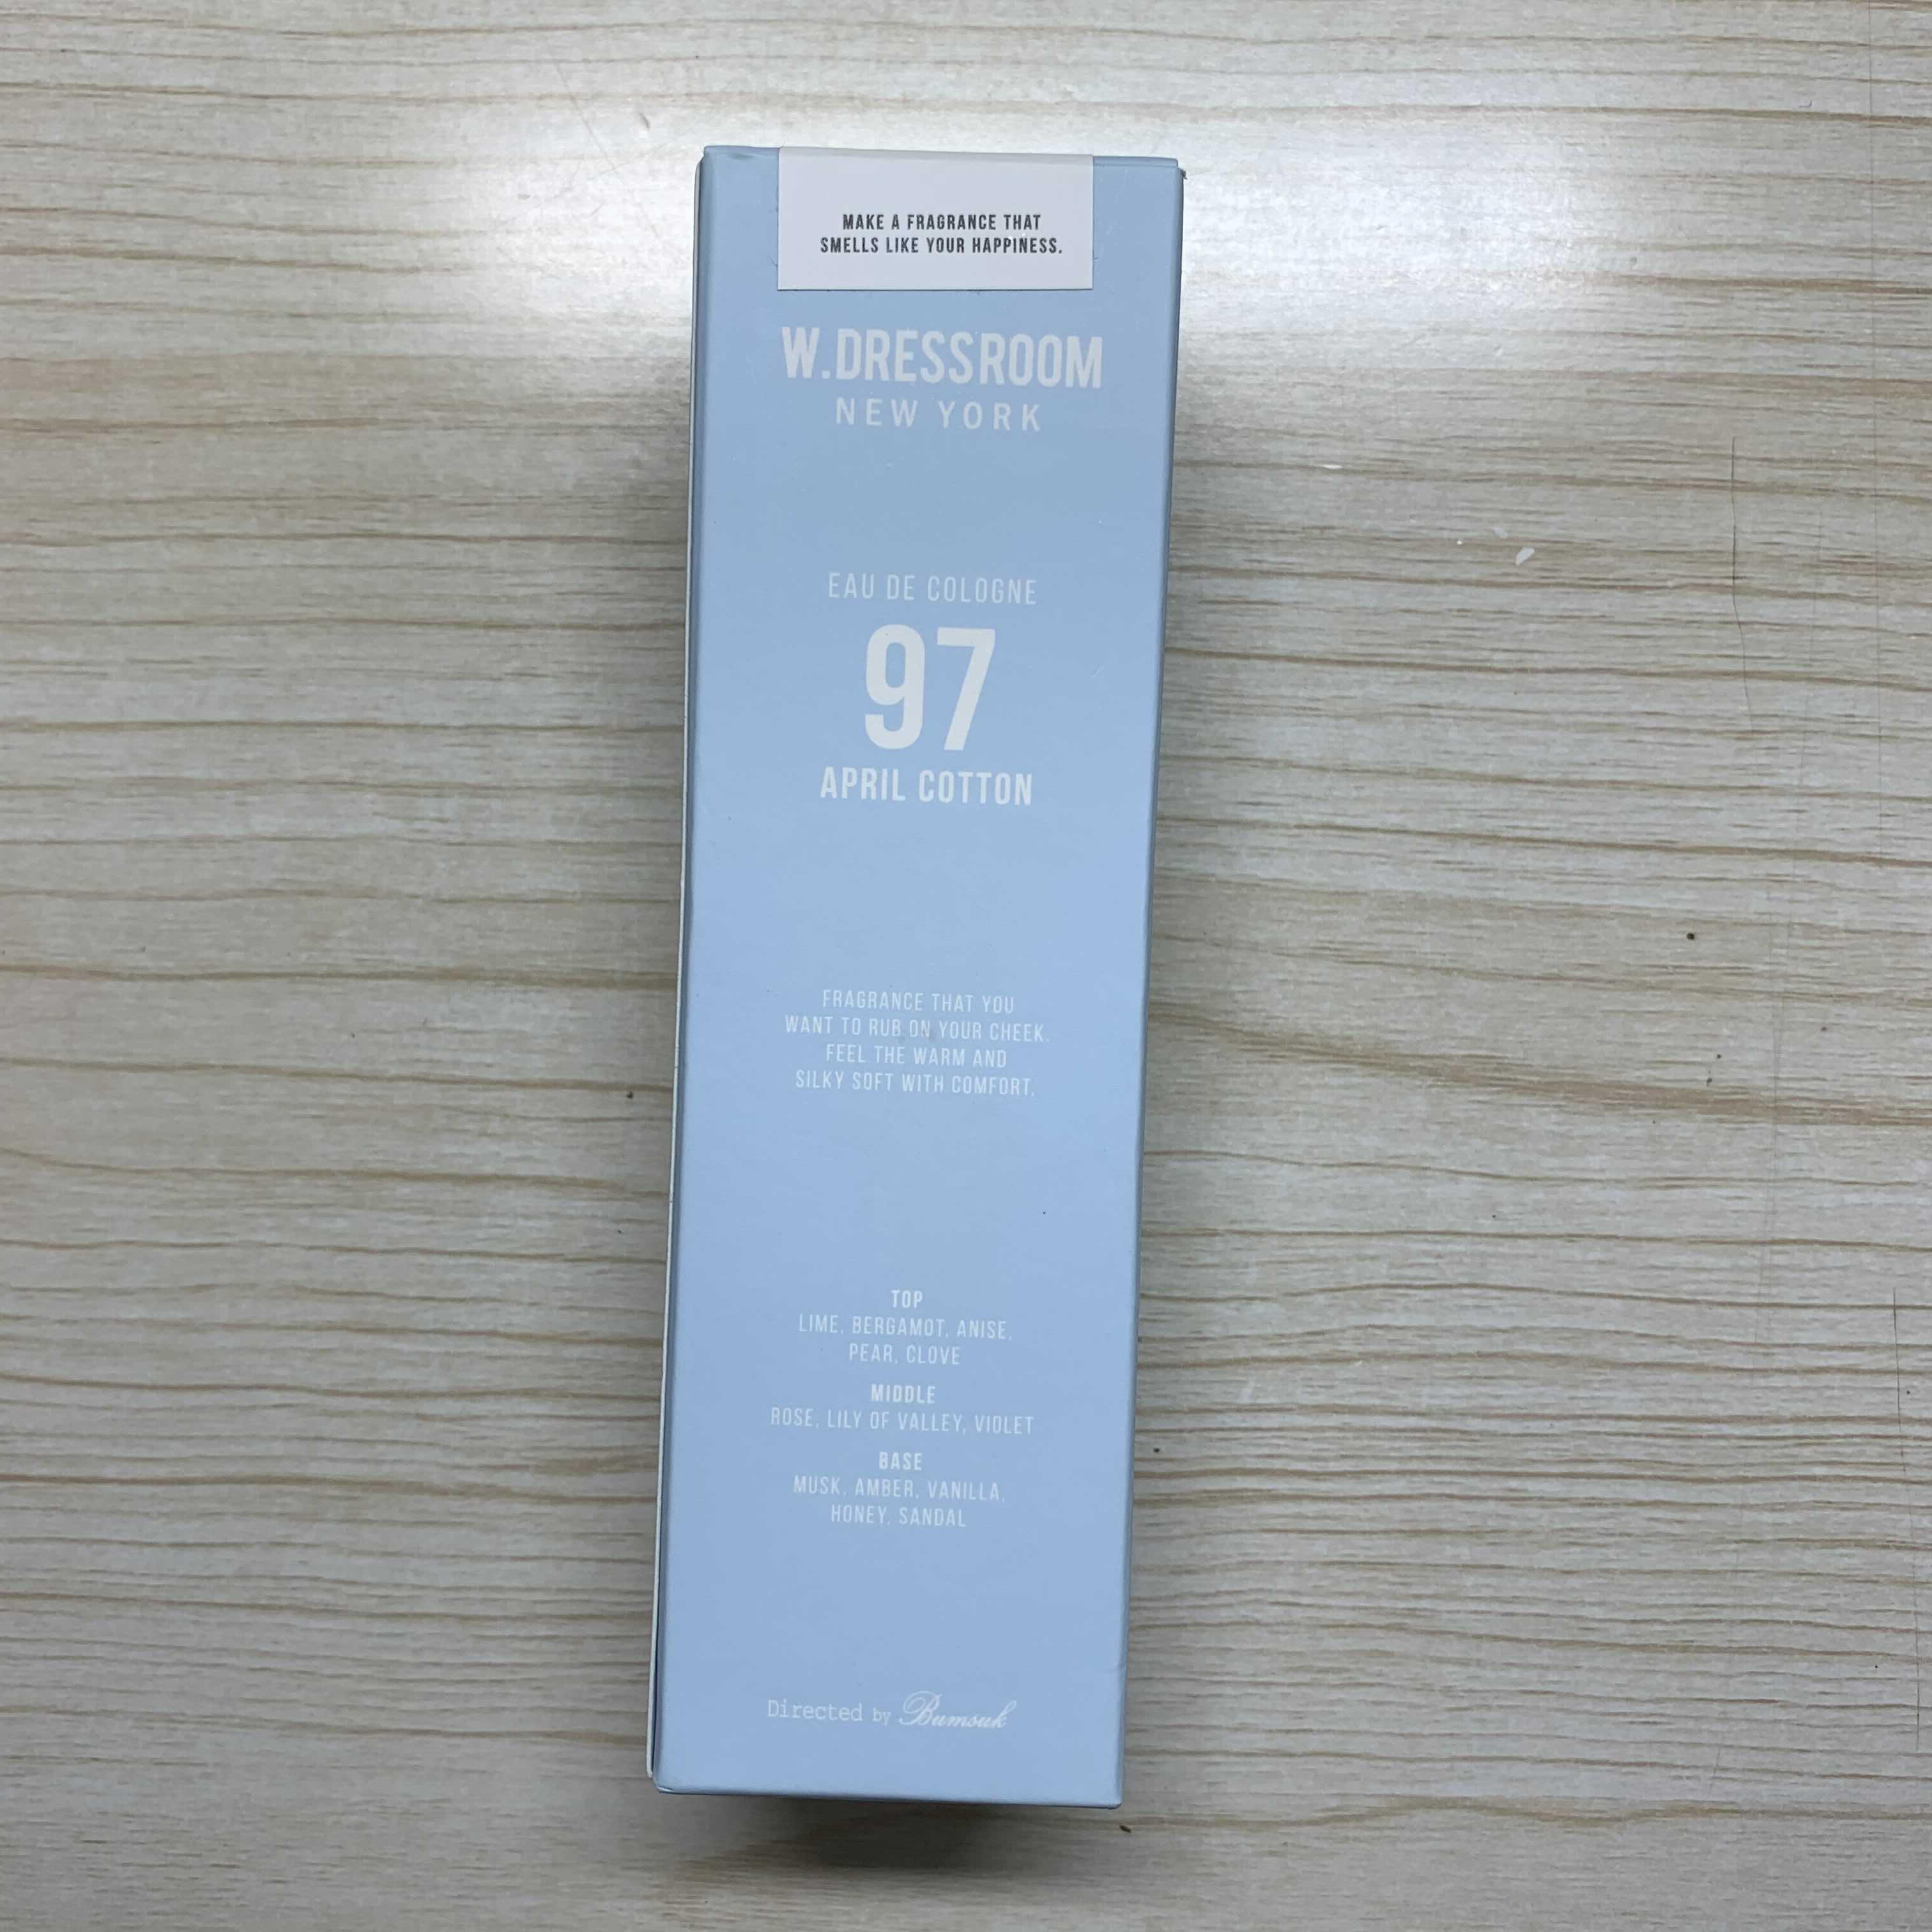 MAKE A FRAGRANCE THAT
SMELLS LIKE YOUR HAPPINESS.
W.DRESSROOM
NEW YORK
EAU DE COLOGNE
97
APRIL COTTON
FRAGRANCE THAT YOU
WANT TO RUB ON YOUR CHEEK.
FEEL THE WARM AND
SILKY SOFT WITH COMFORT.
TOP
LIME, BERGAMOT, ANISE,
PEAR, CLOVE
MIDDLE
ROSE, LILY OF VALLEY, VIOLET
BASE
MUSK, AMBER, VANILLA,
HONEY, SANDAL
Directed by Bumsuk